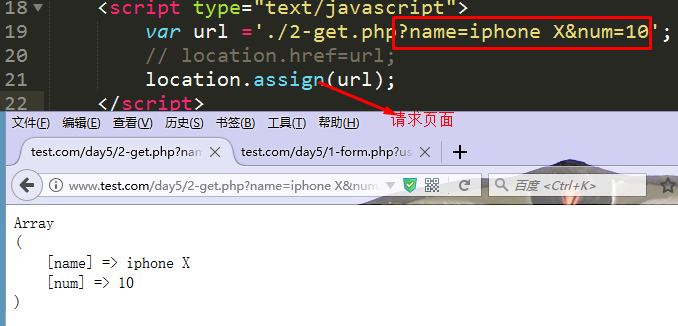 18 <script type="text/javascript">
19 var url ='./2-get.php?name=iphone X&num=10';
20 // location.href=url;
21 location.assign(url);
22 </script>
请求页面
文件(F) 编辑(E) 查看(V) 历史(S) 书签(B) 工具(T) 帮助(H)
test.com/day5/2-get.php?nam × test.com/day5/1-form.php?us × +
www.test.com/day5/2-get.php?name=iphone X&num 百度 <Ctrl+K>
Array
(
[name] => iphone X
[num] => 10
)